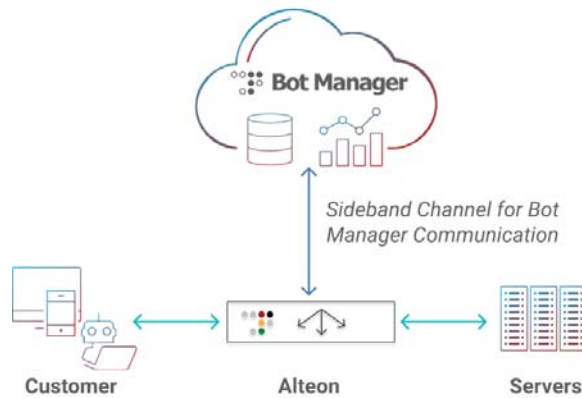 Bot Manager
Sideband Channel for Bot
Manager Communication
Customer
Alteon
Servers